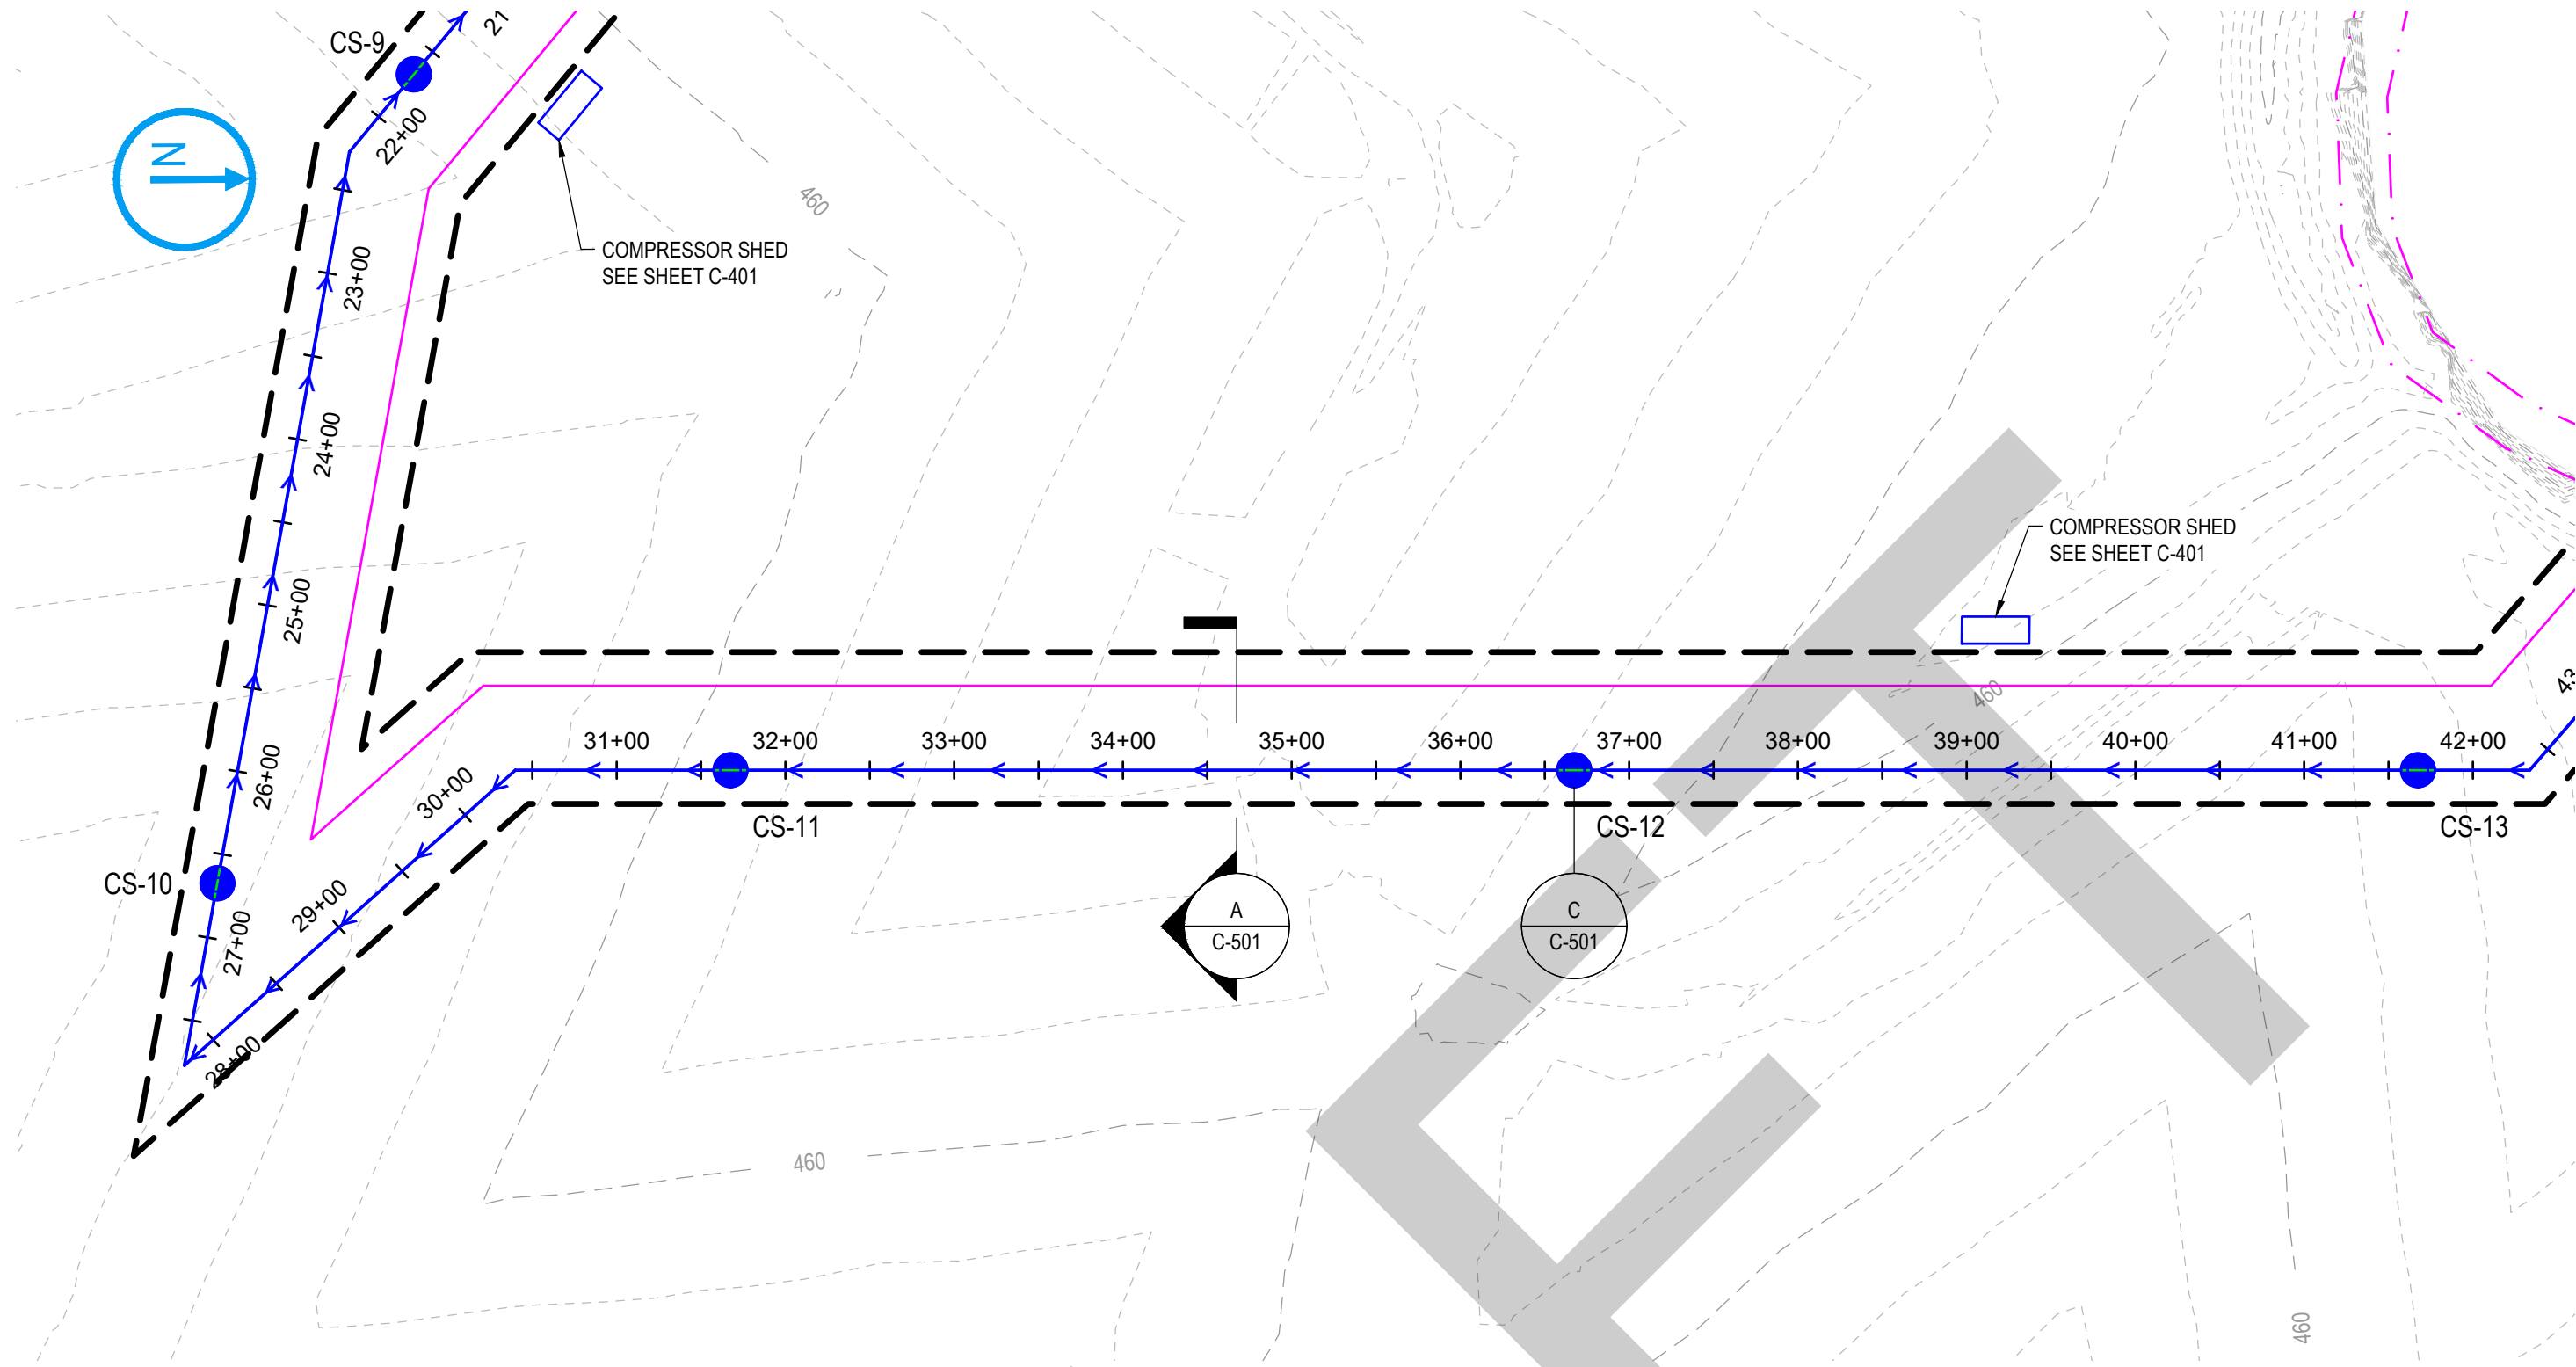 21
CS-9
22+00
N
460
COMPRESSOR SHED
SEE SHEET C-401
23+00
24+00
COMPRESSOR SHED
SEE SHEET C-401
25+00
460
43
26+00
30+00
31+00
32+00
33+00
34+00
35+00
36+00
37+00
38+00
39+00
40+00
41+00
42+00
CS-11
CS-12
CS-13
CS-10
29+00
27+00
A
C-501
C
C-501
28+00
460
460